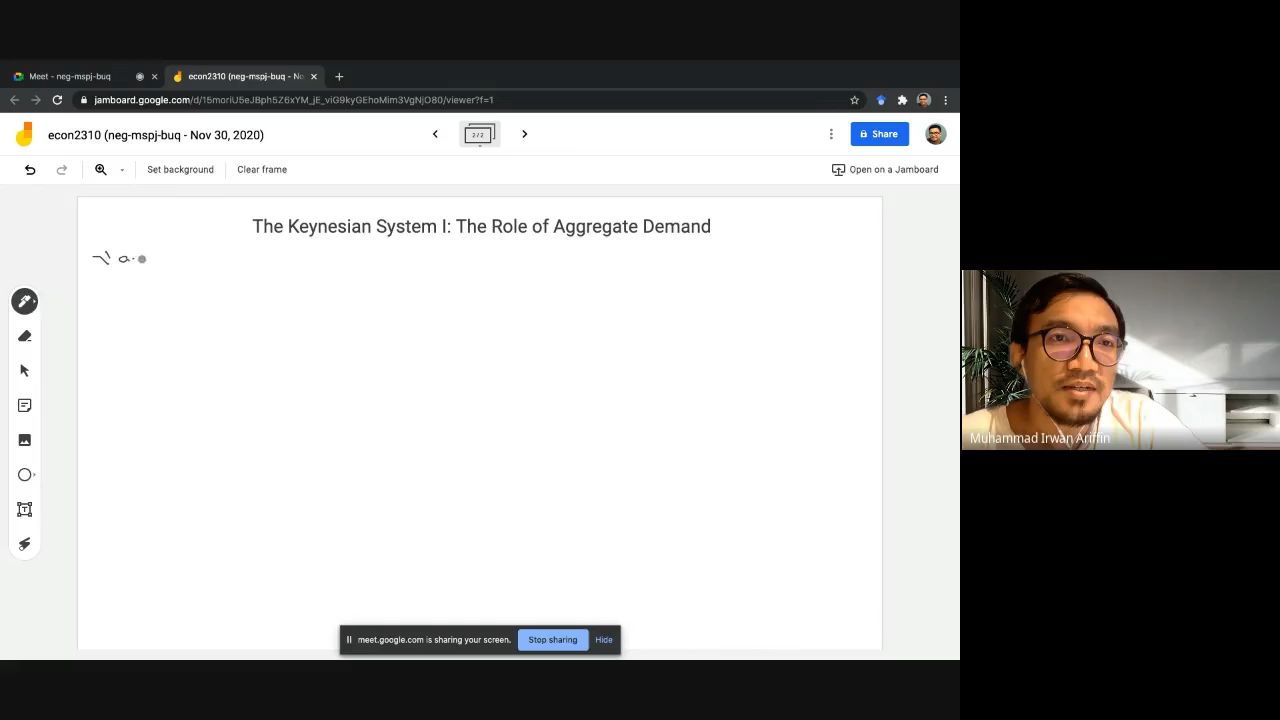 Meet - neg-mspj-buq
econ2310 (neg-mspj-buq - No
jamboard.google.com/d/15moriU5eJBph5Z6xYM_jE_viG9kyGEhoMim3VgNjO80/viewer?f=1
econ2310 (neg-mspj-buq - Nov 30, 2020)
2/2
Share
Set background
Clear frame
Open on a Jamboard
The Keynesian System I: The Role of Aggregate Demand
Muhammad Irwan Ariffin
meet.google.com is sharing your screen.
Stop sharing
Hide